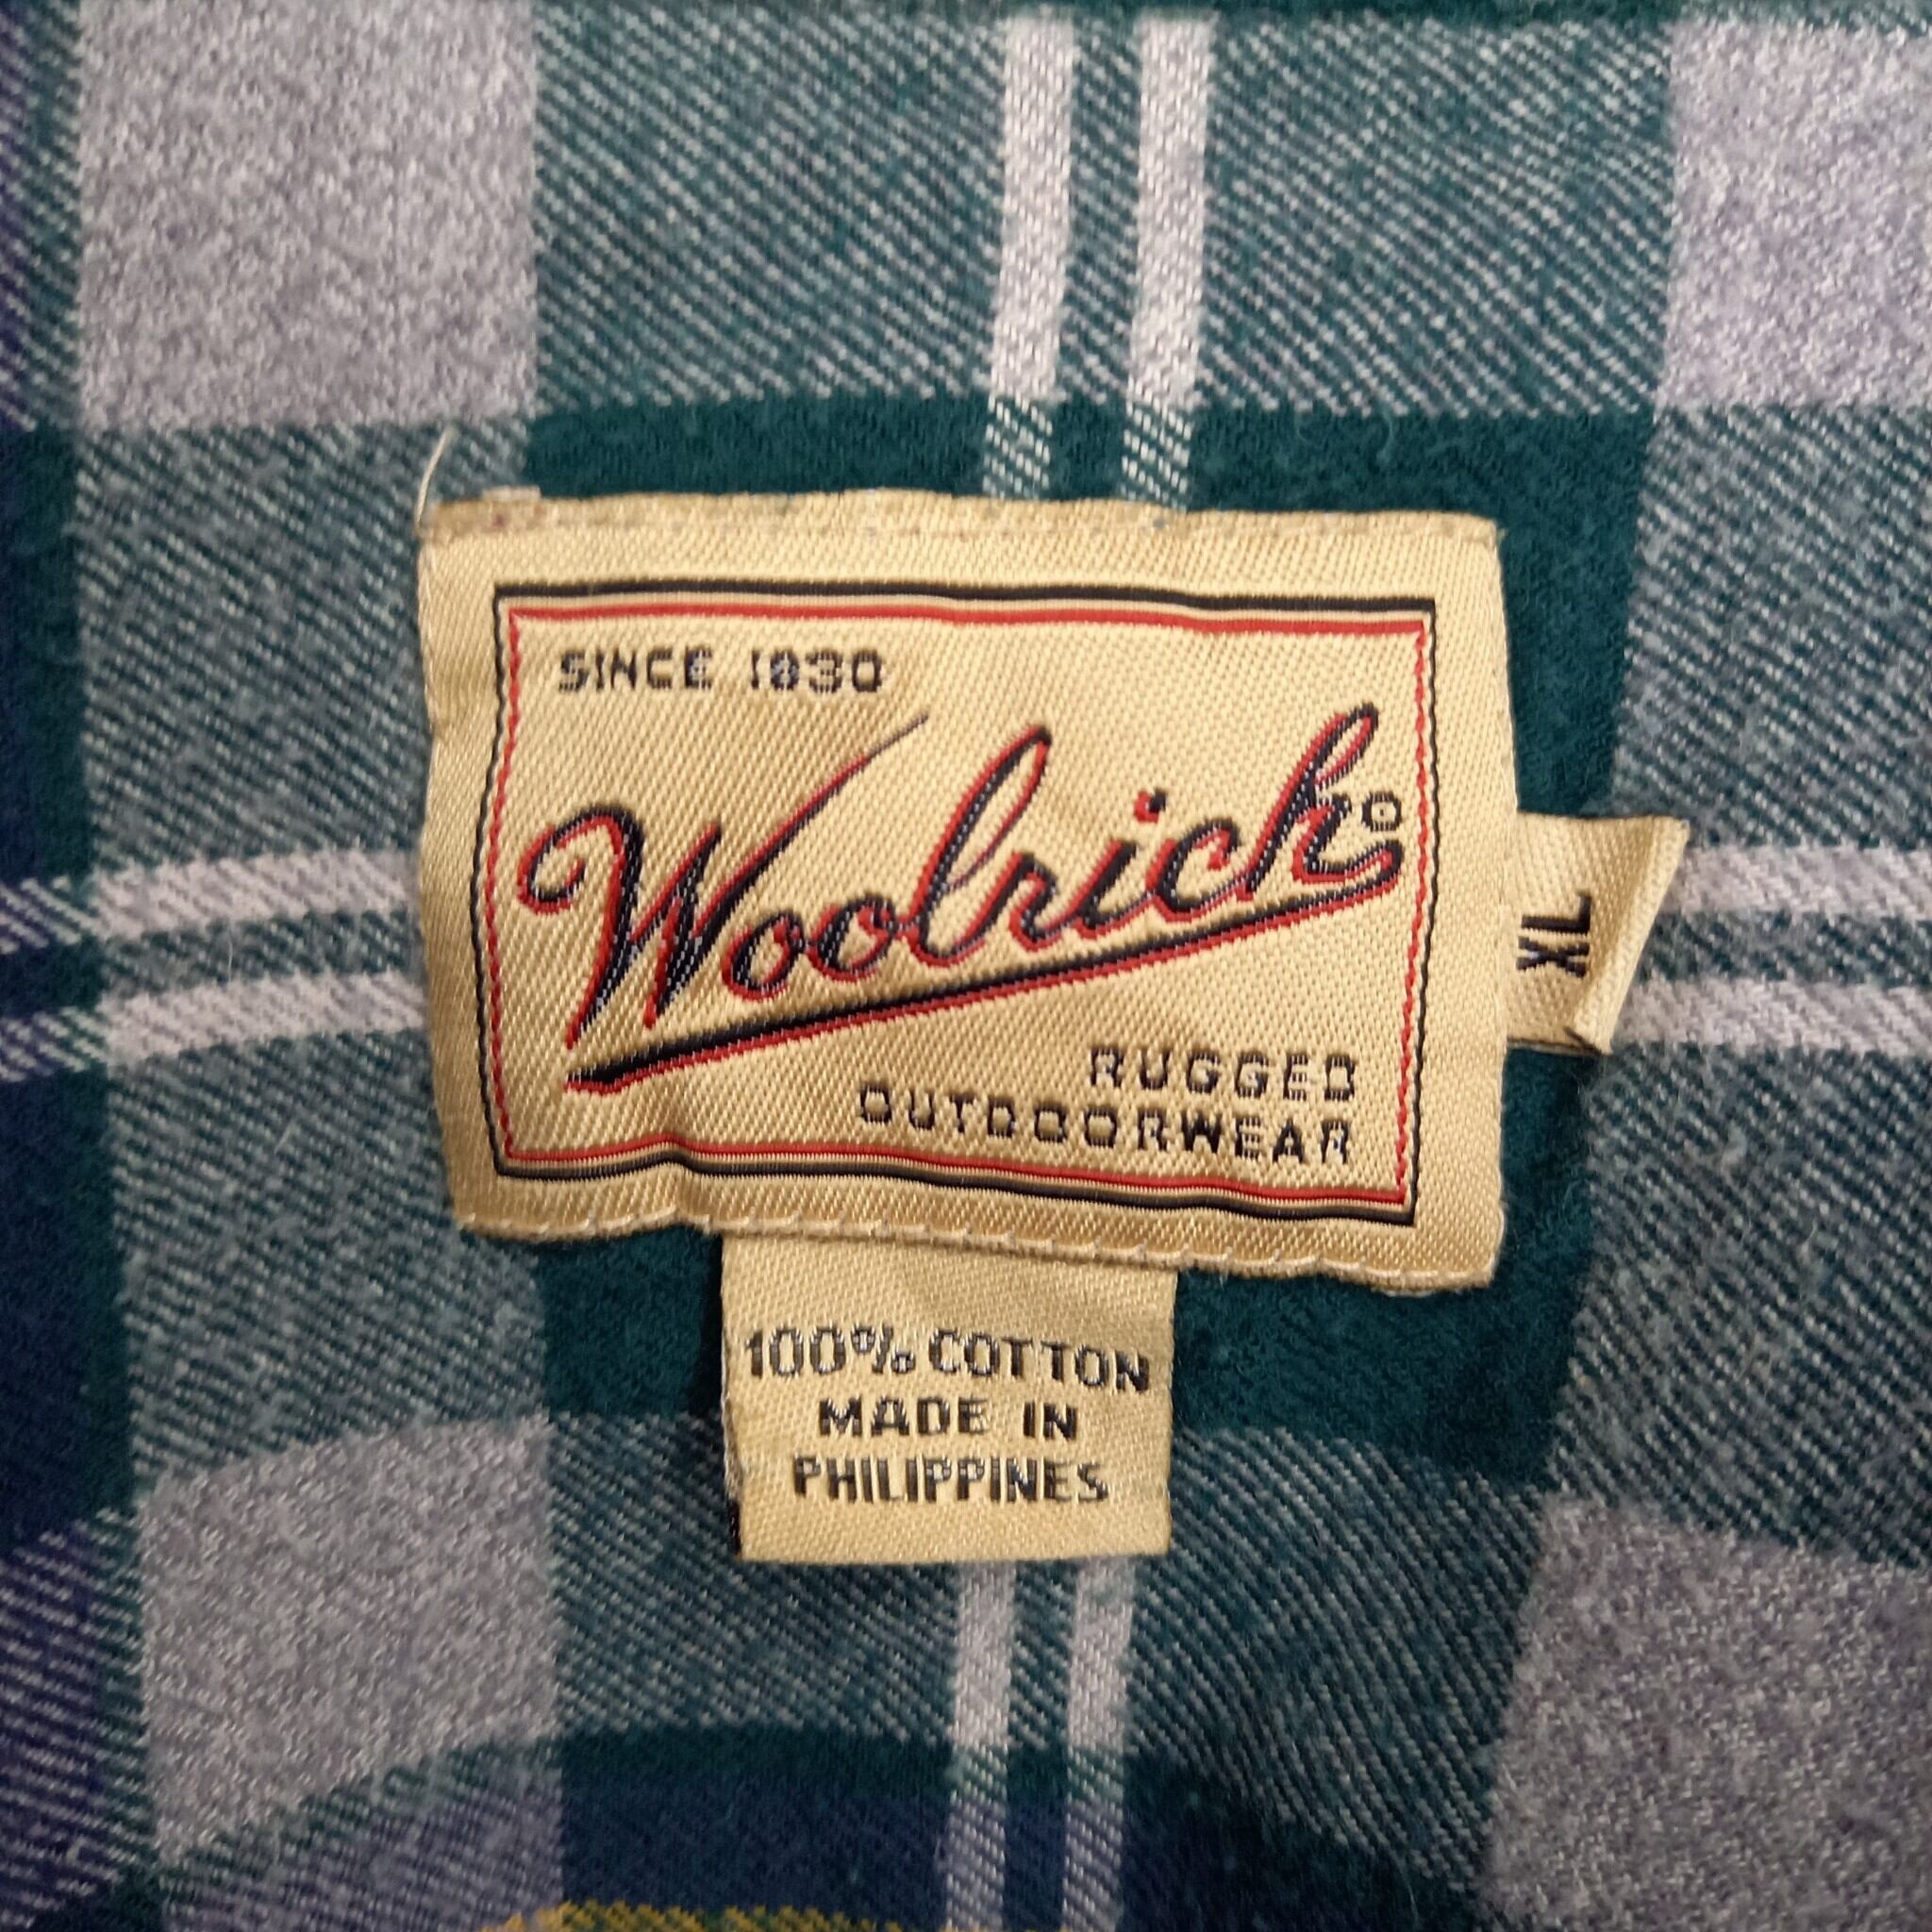 SINCE 1830
Woolrich®
RUGGED
OUTDOORWEAR
XL
100% COTTON
MADE IN
PHILIPPINES